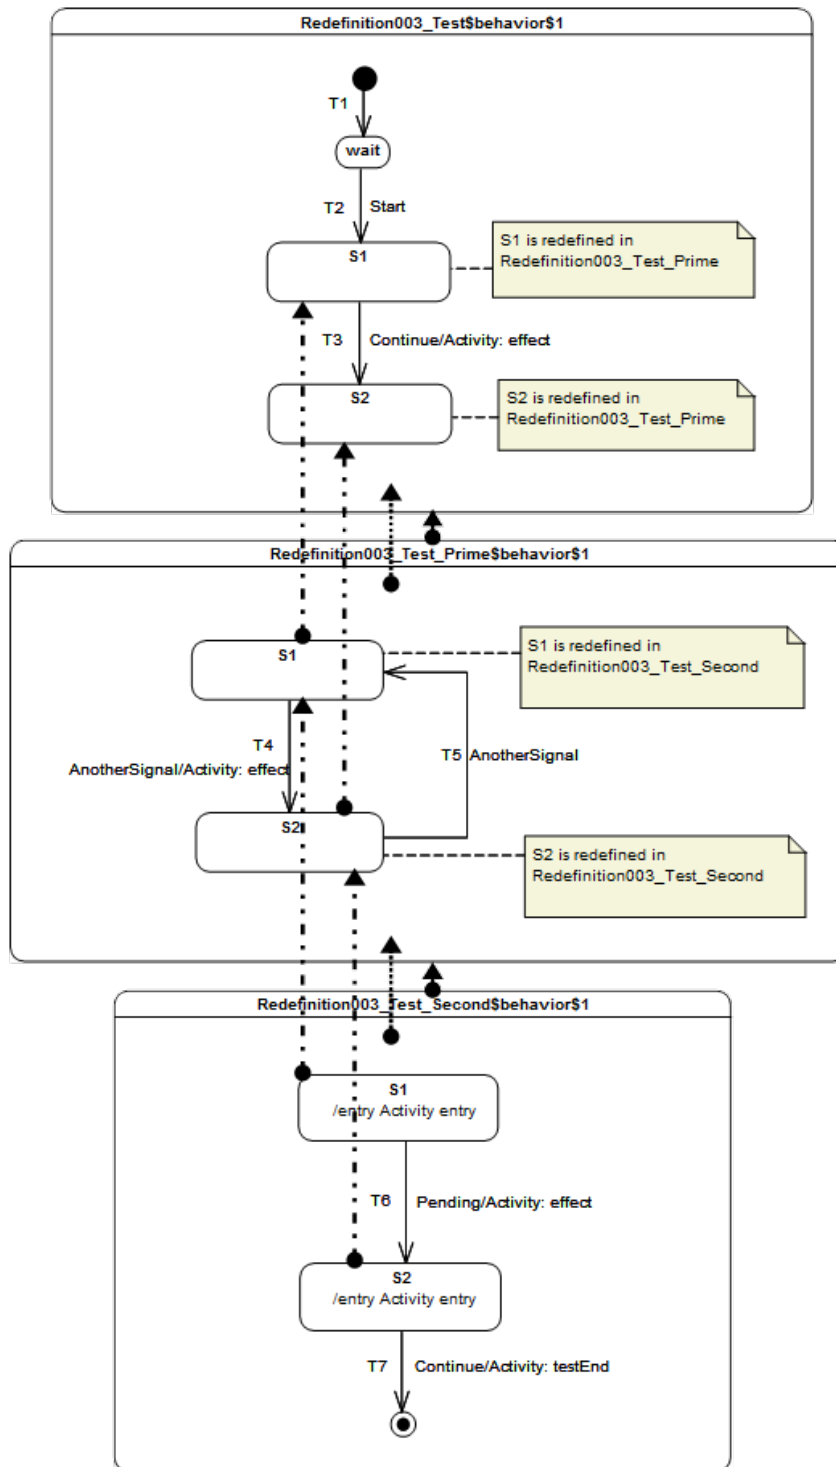 Redefinition003_Test$behavior$1
T1
wait
T2 Start
S1
S1 is redefined in
Redefinition003_Test_Prime
T3 Continue/Activity: effect
S2
S2 is redefined in
Redefinition003_Test_Prime
Redefinition003_Test_Prime$behavior$1
S1
S1 is redefined in
Redefinition003_Test_Second
T4
AnotherSignal/Activity: effect
T5 AnotherSignal
S2
S2 is redefined in
Redefinition003_Test_Second
Redefinition003_Test_Second$behavior$1
S1
/entry Activity entry
T6 Pending/Activity: effect
S2
/entry Activity entry
T7 Continue/Activity: testEnd